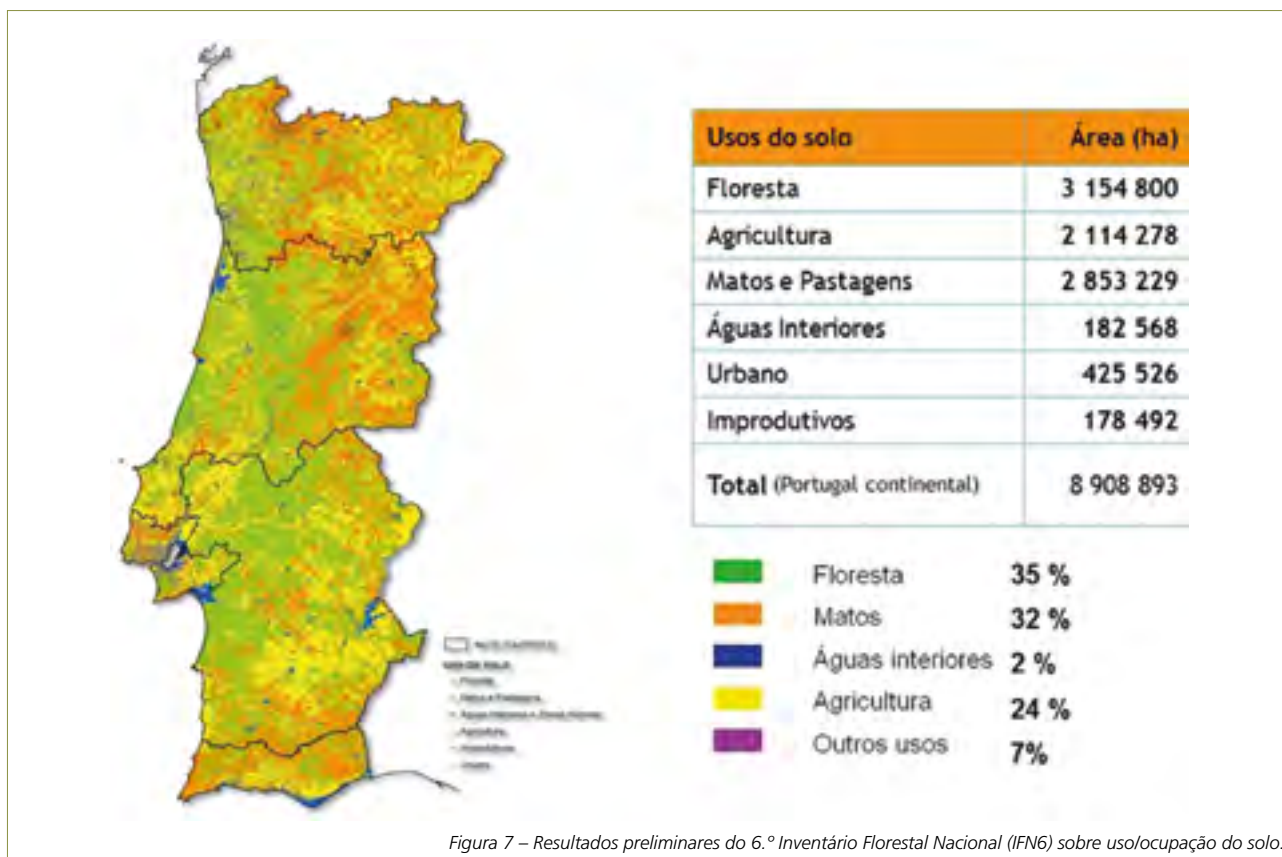 Usos do solo Área (ha)
Floresta 3 154 800
Agricultura 2 114 278
Matos e Pastagens 2 853 229
Águas Interiores 182 568
Urbano 425 526
Improdutivos 178 492
Total (Portugal continental) 8 908 893
Floresta 35 %
Matos 32 %
Águas interiores 2 %
Agricultura 24 %
Outros usos 7%
Figura 7 – Resultados preliminares do 6.º Inventário Florestal Nacional (IFN6) sobre uso/ocupação do solo.